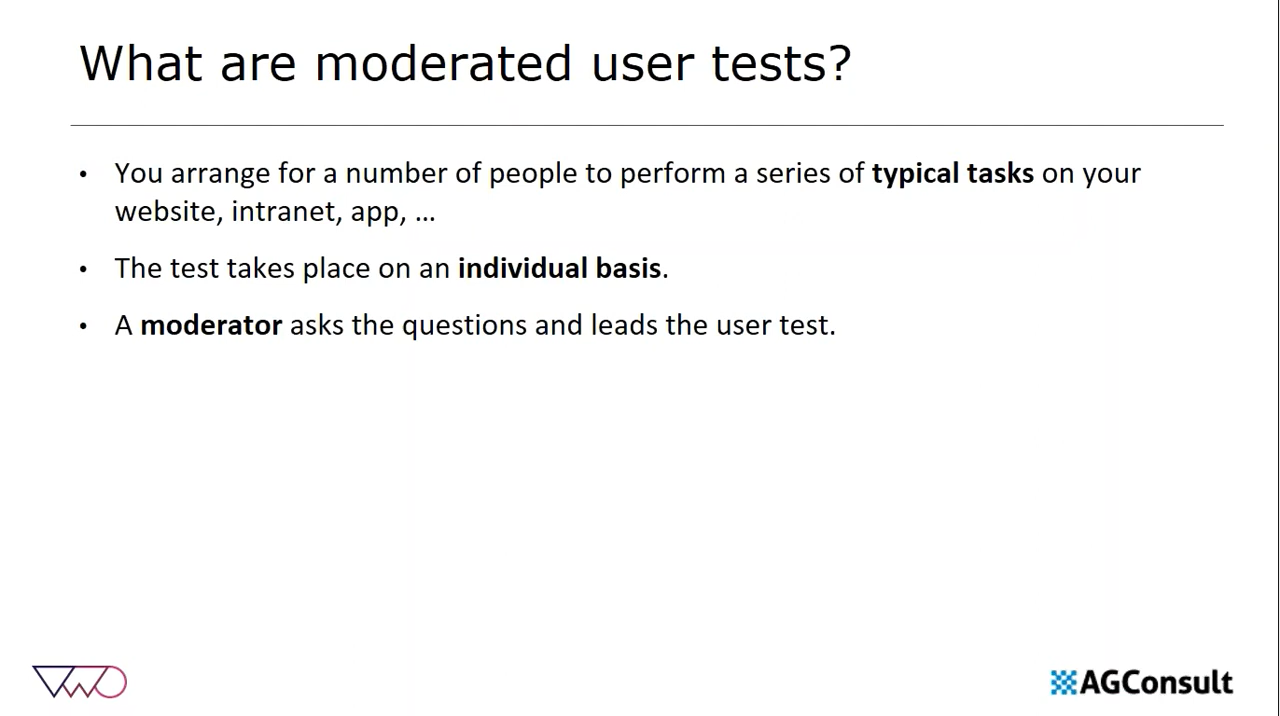 What are moderated user tests?
• You arrange for a number of people to perform a series of typical tasks on your
website, intranet, app, ...
• The test takes place on an individual basis.
• A moderator asks the questions and leads the user test.
VWO
AGConsult